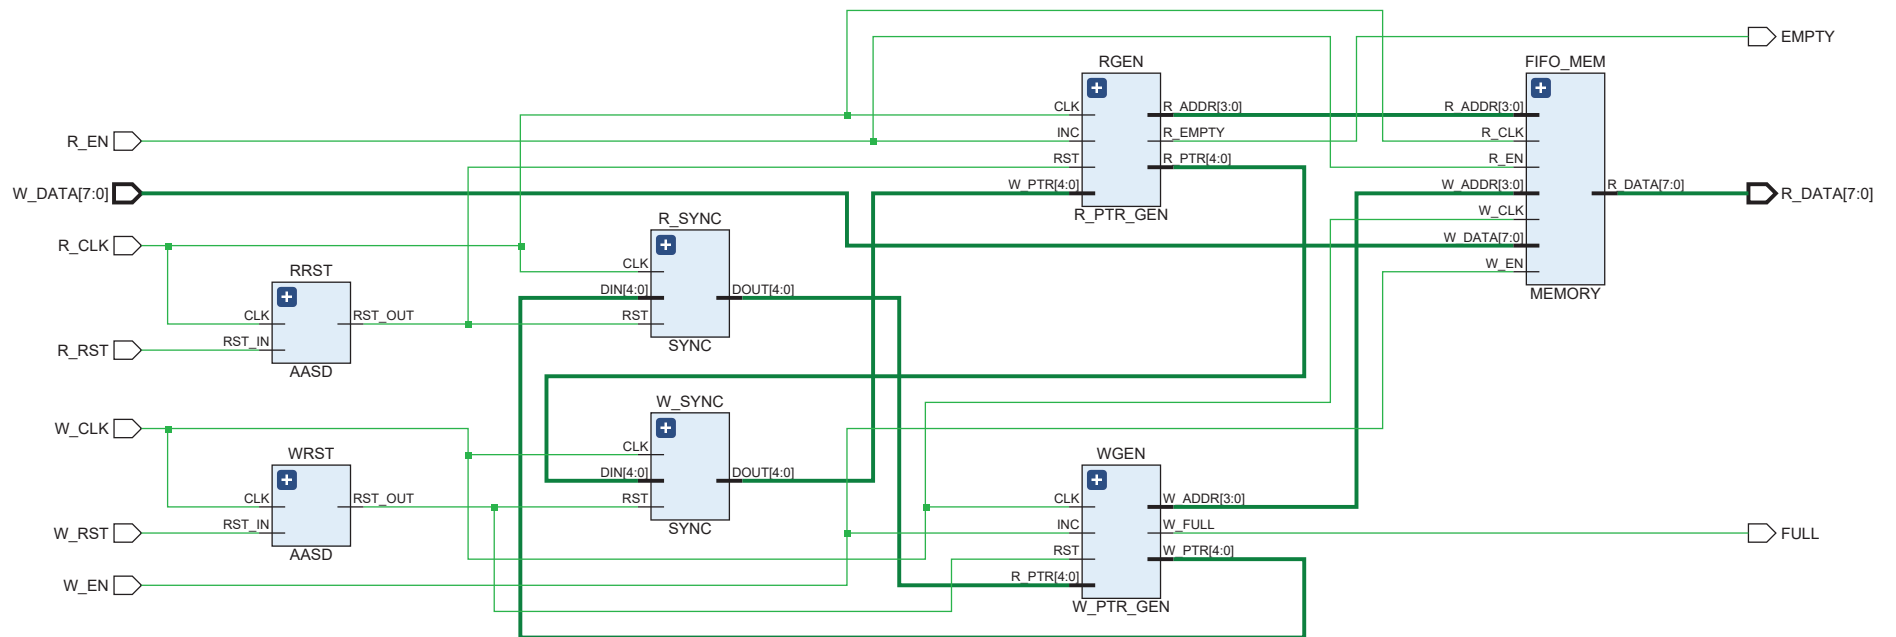 EMPTY
RGEN
FIFO_MEM
CLK
R_ADDR[3:0]
R_ADDR[3:0]
R_EN
INC
R_EMPTY
R_CLK
RST
R_PTR[4:0]
R_EN
W_DATA[7:0]
W_PTR[4:0]
W_ADDR[3:0]
R_DATA[7:0]
R_DATA[7:0]
R_PTR_GEN
R_SYNC
W_CLK
R_CLK
W_DATA[7:0]
CLK
W_EN
RRST
DIN[4:0]
DOUT[4:0]
MEMORY
CLK
RST_OUT
RST
RST_IN
R_RST
SYNC
AASD
W_SYNC
W_CLK
CLK
WRST
WGEN
DIN[4:0]
DOUT[4:0]
CLK
RST_OUT
RST
CLK
W_ADDR[3:0]
RST_IN
W_RST
SYNC
INC
W_FULL
FULL
AASD
RST
W_PTR[4:0]
W_EN
R_PTR[4:0]
W_PTR_GEN